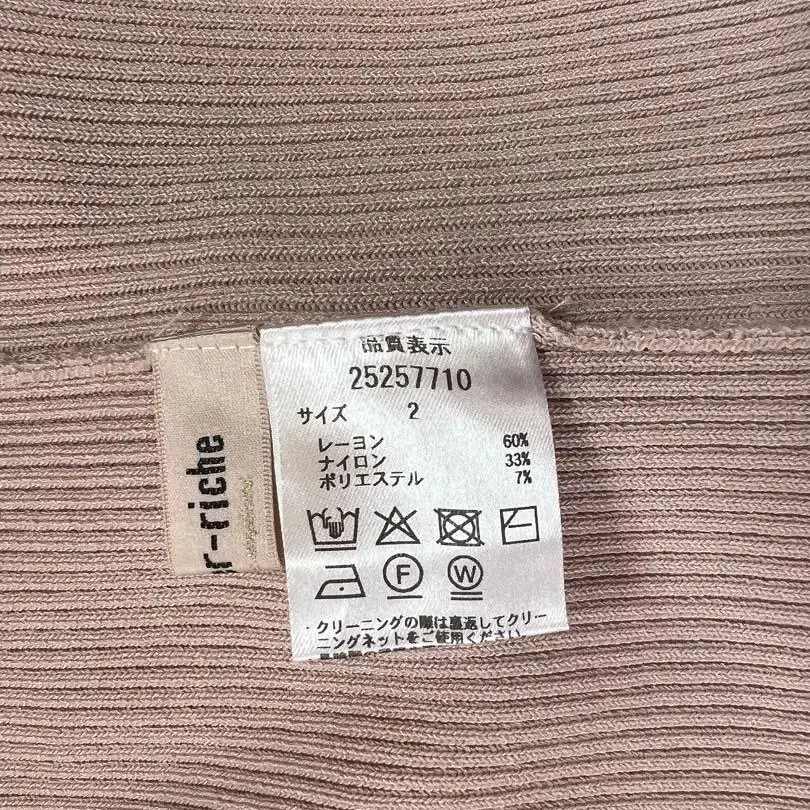 r-riche
品質表示
25257710
サイズ 2
レーヨン 60%
ナイロン 33%
ポリエステル 7%
F W
・クリーニングの際は裏返してクリー
ニングネットをご使用ください